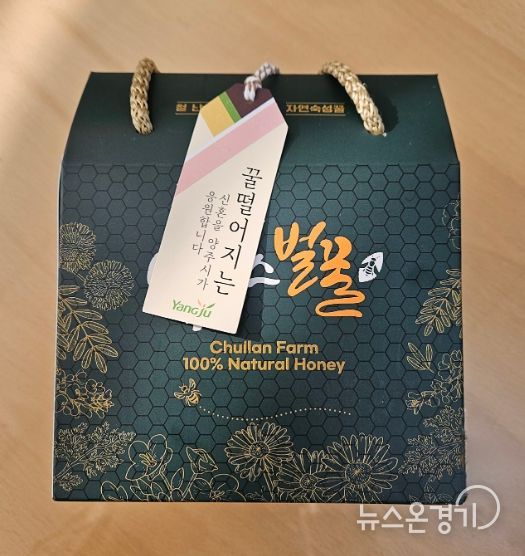 자연숙성꿀
꿀떨어지는
신혼을 양주시가
응원합니다
Yangju
벌꿀
Chullan Farm
100% Natural Honey
뉴스온경기